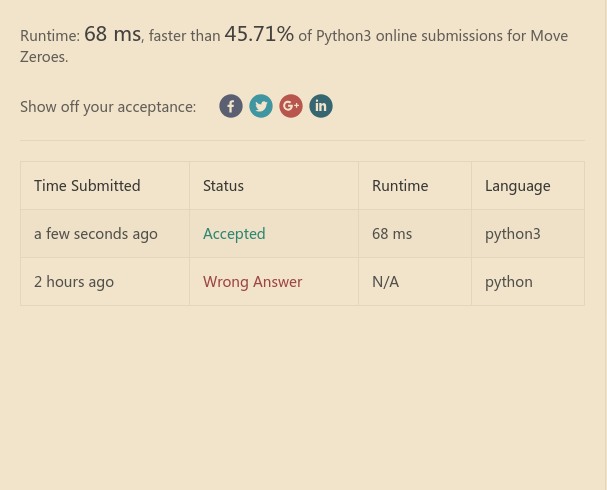 Runtime: 68 ms, faster than 45.71% of Python3 online submissions for Move
Zeroes.
Show off your acceptance: f G+ in
Time Submitted Status Runtime Language
a few seconds ago Accepted 68 ms python3
2 hours ago Wrong Answer N/A python